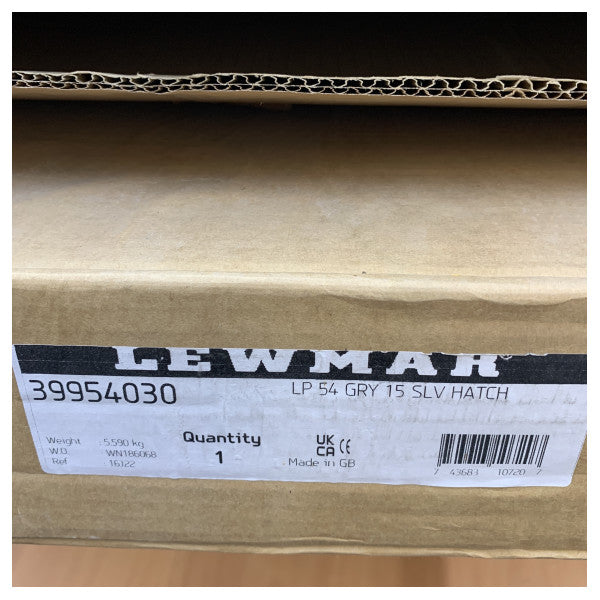 LEWMAR®
39954030 LP 54 GRY 15 SLV HATCH
Weight : 5.590 kg
W.O. : WN186068
Ref : 16122
Quantity
1
UK
CA CE
Made in GB
7 43683 10720 7